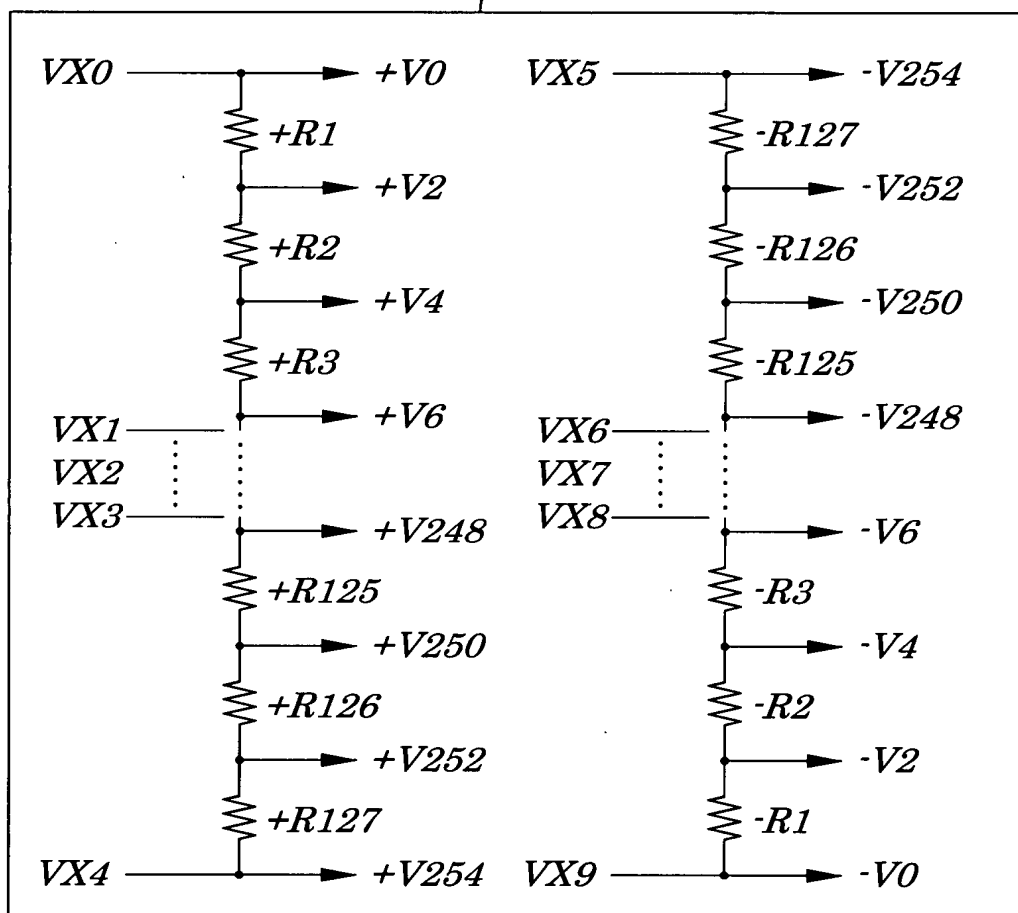 VX0
+V0
+R1
+V2
+R2
+V4
+R3
+V6
VX1
VX2
VX3
+V248
+R125
+V250
+R126
+V252
+R127
VX4
+V254
VX5
-V254
-R127
-V252
-R126
-V250
-R125
-V248
VX6
VX7
VX8
-V6
-R3
-V4
-R2
-V2
-R1
VX9
-V0